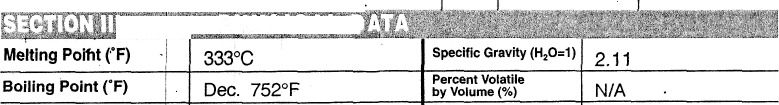 SECTION II ATA
Melting Point (°F) 333°C Specific Gravity (H₂O=1) 2.11
Boiling Point (°F) Dec. 752°F Percent Volatile by Volume (%) N/A